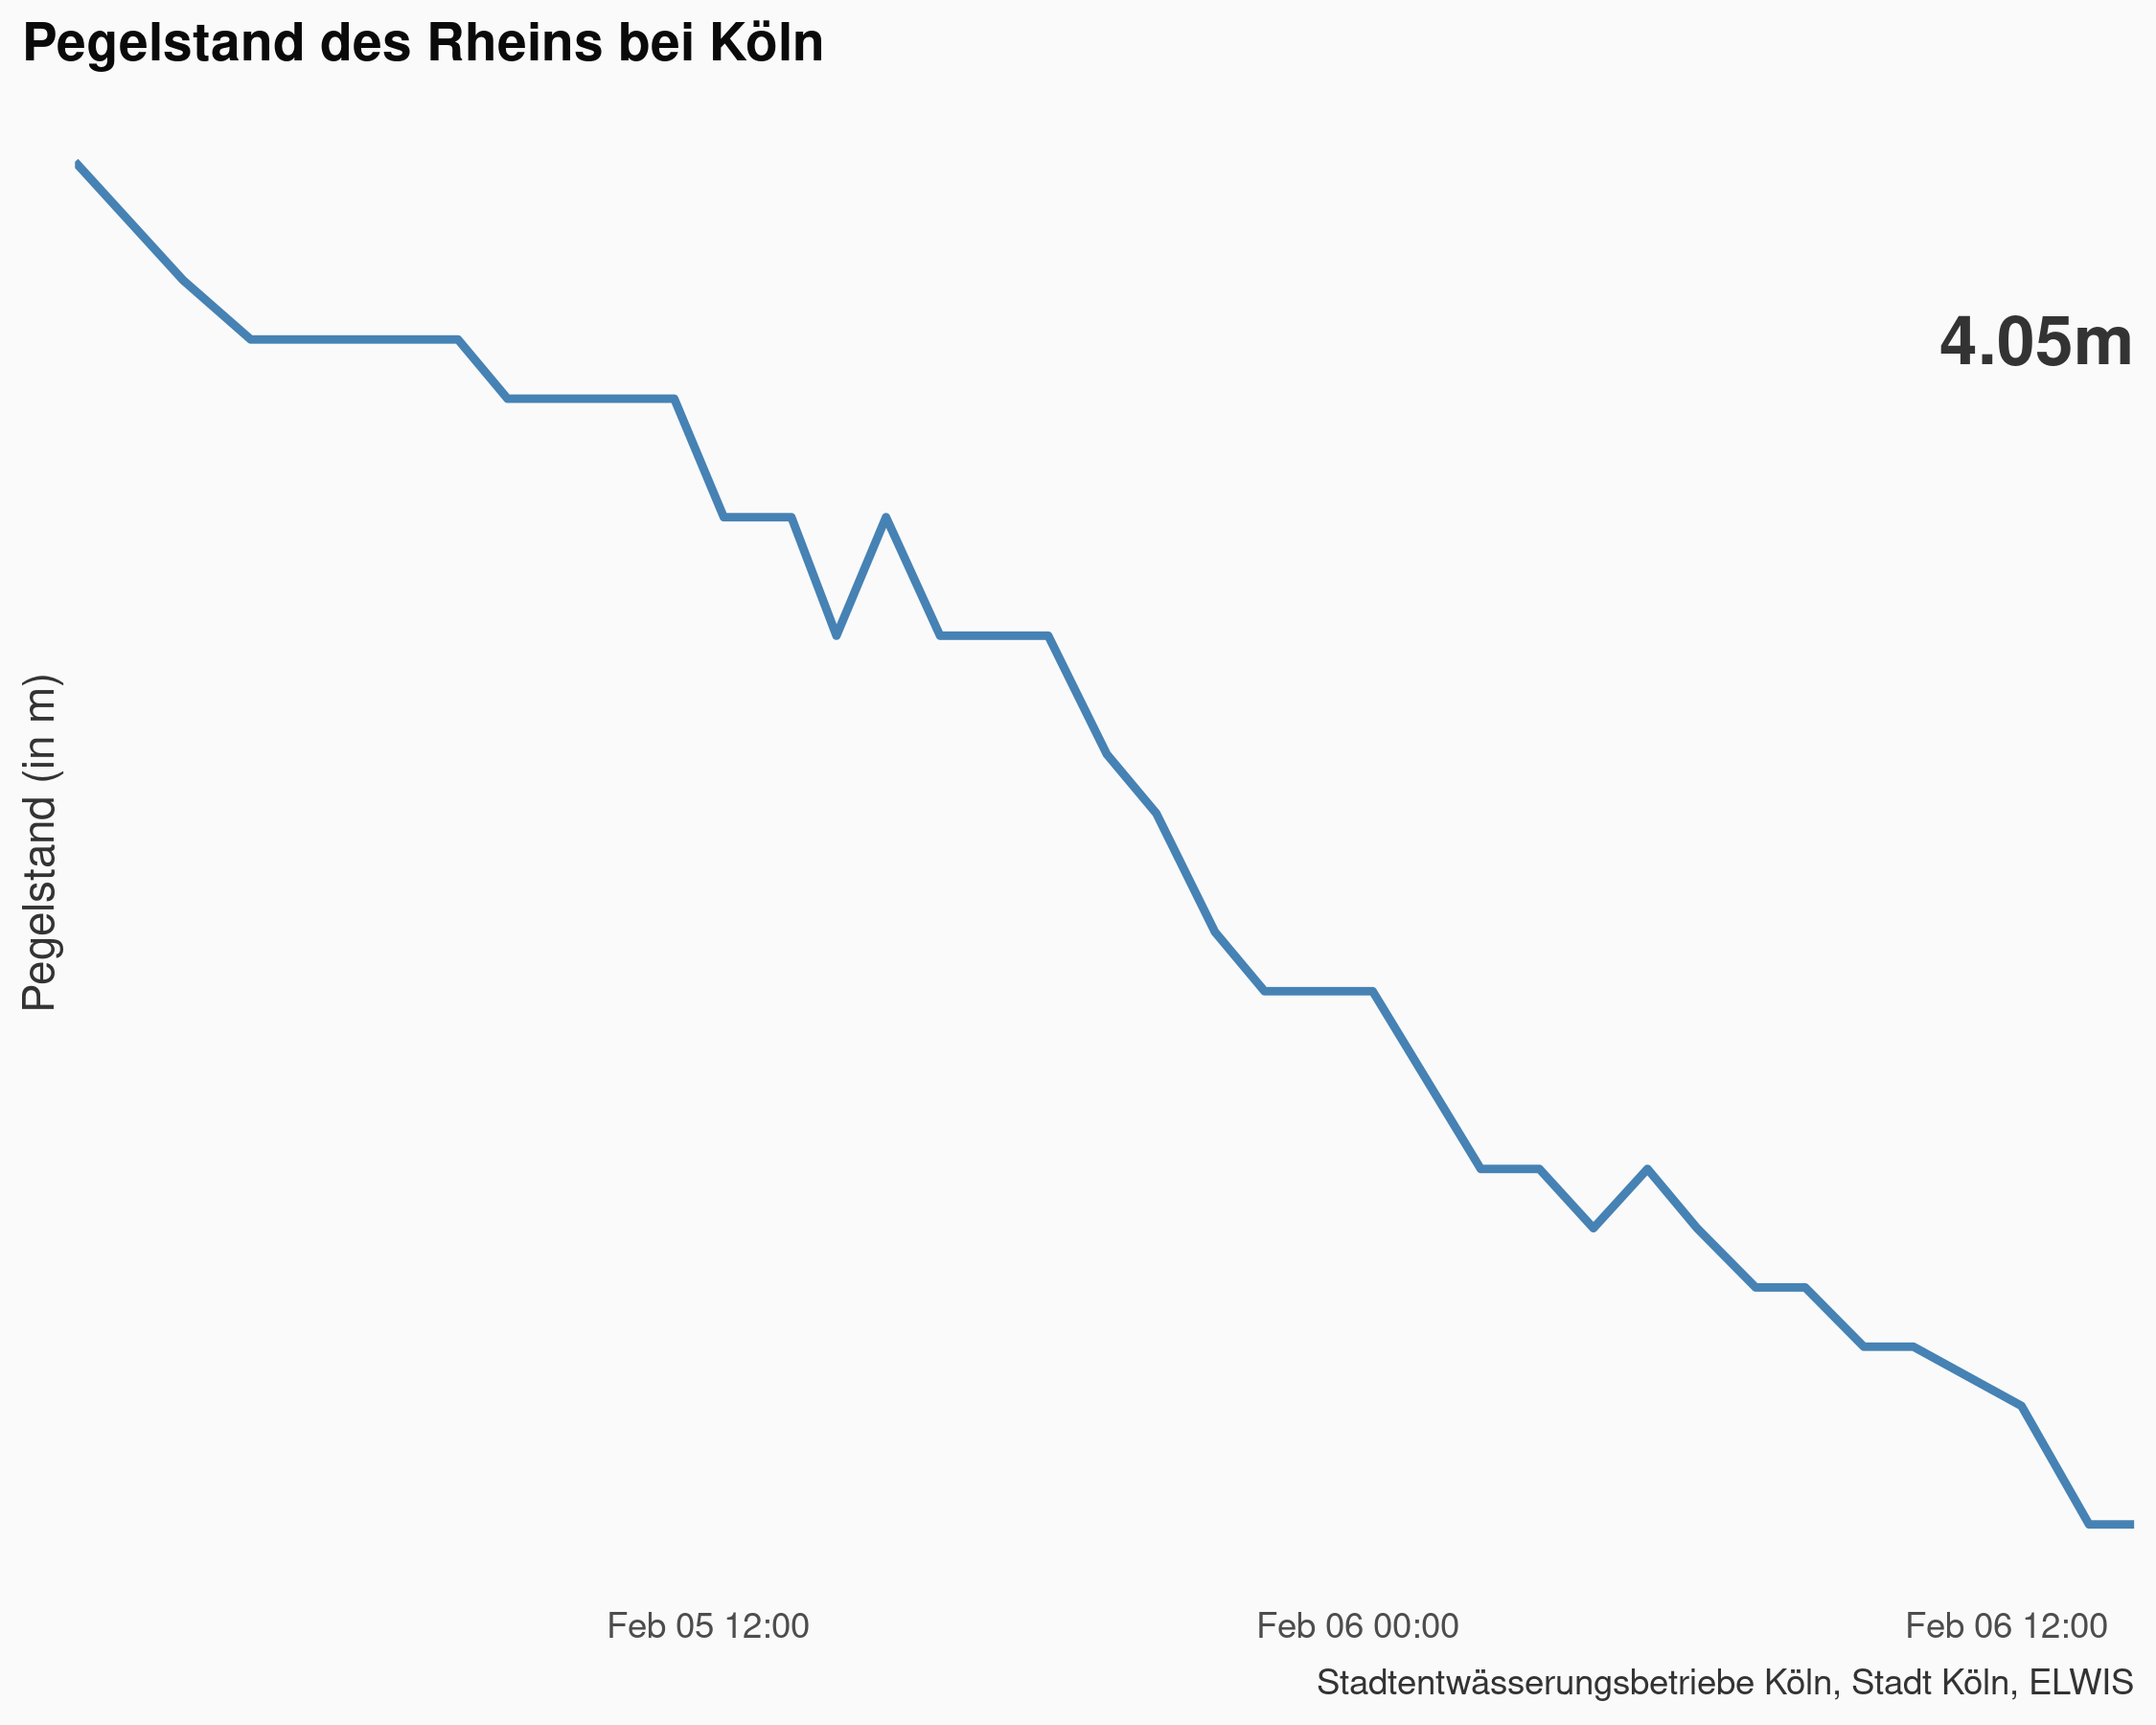 Pegelstand des Rheins bei Köln
4.05m
Pegelstand (in m)
Feb 05 12:00
Feb 06 00:00
Feb 06 12:00
Stadtentwässerungsbetriebe Köln, Stadt Köln, ELWIS